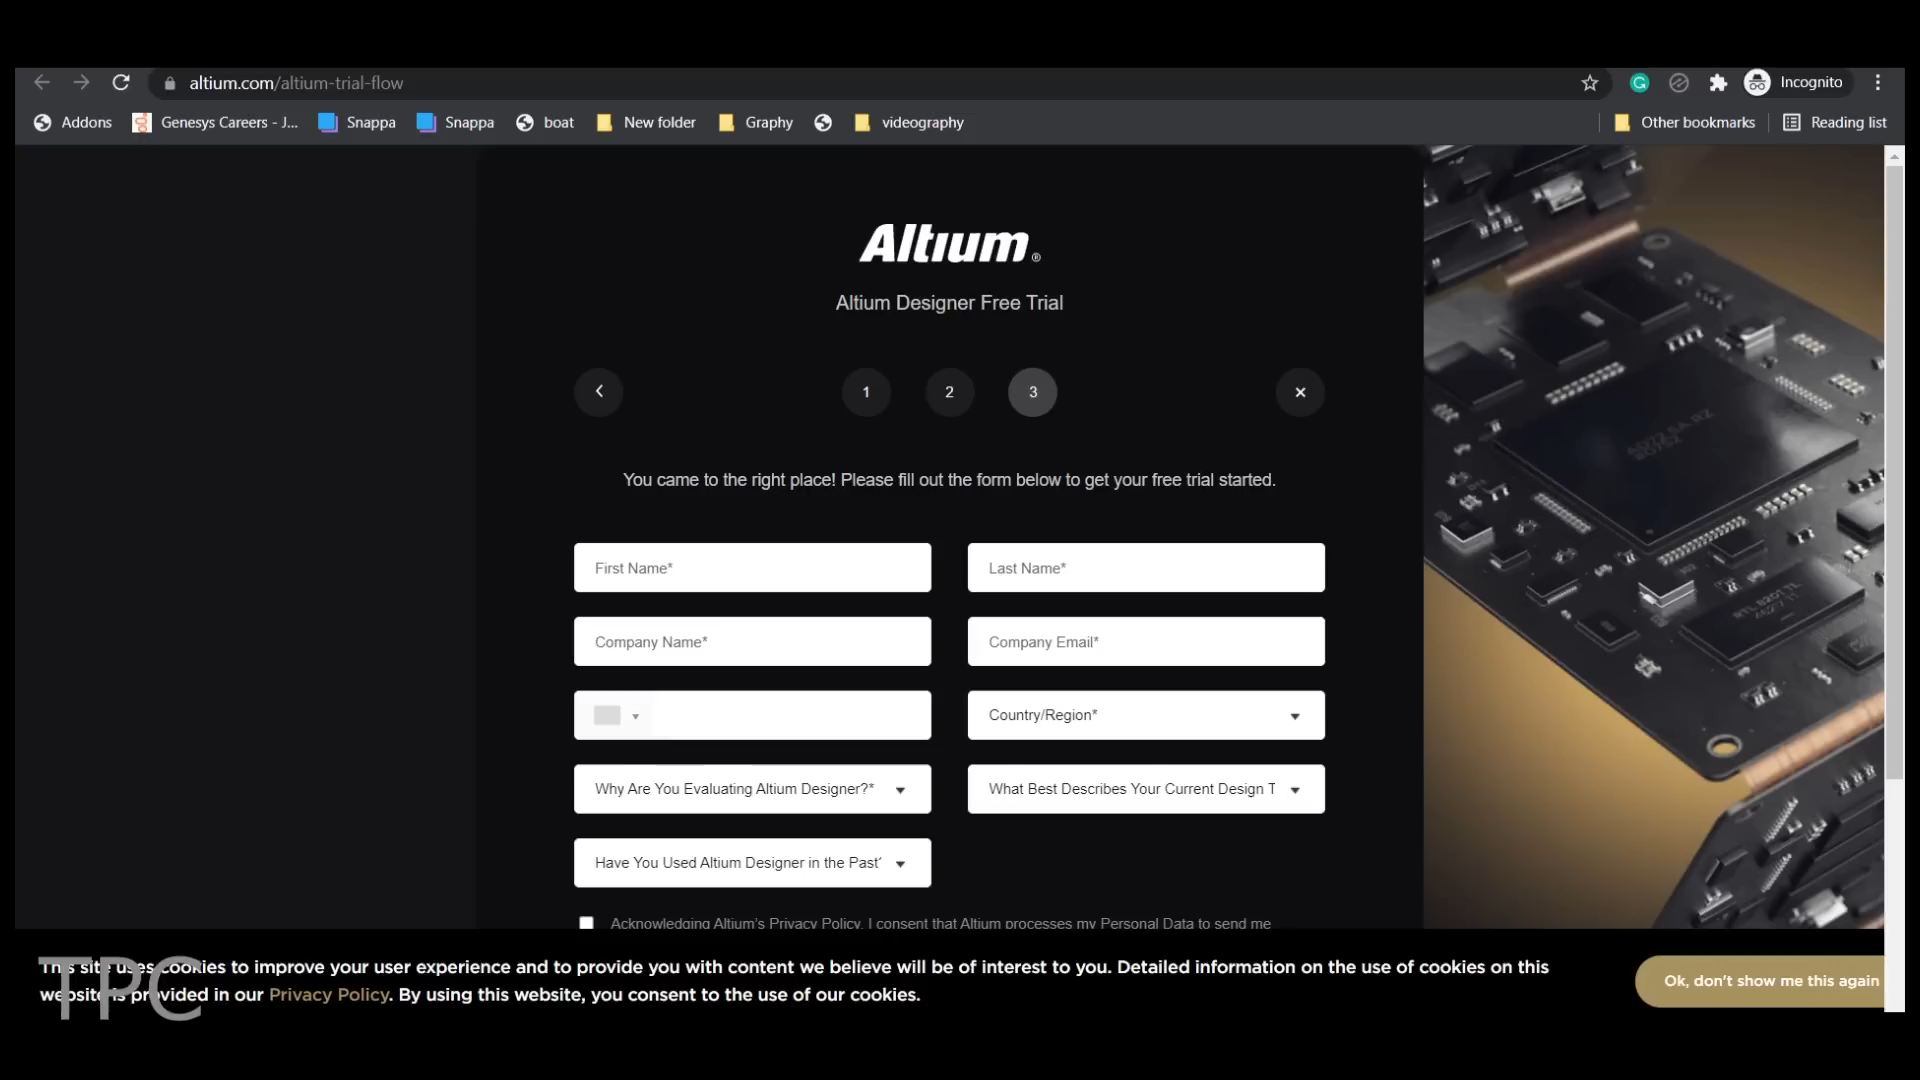 altium.com/altium-trial-flow
Incognito
Addons
Genesys Careers - J...
Snappa
Snappa
boat
New folder
Graphy
videography
Other bookmarks
Reading list
Altium®
Altium Designer Free Trial
1
2
3
You came to the right place! Please fill out the form below to get your free trial started.
First Name*
Last Name*
Company Name*
Company Email*
Country/Region*
Why Are You Evaluating Altium Designer?*
What Best Describes Your Current Design T
Have You Used Altium Designer in the Past
Acknowledging Altium's Privacy Policy, I consent that Altium processes my Personal Data to send me
This site uses cookies to improve your user experience and to provide you with content we believe will be of interest to you. Detailed information on the use of cookies on this
website is provided in our Privacy Policy. By using this website, you consent to the use of our cookies.
Ok, don't show me this again
TPC